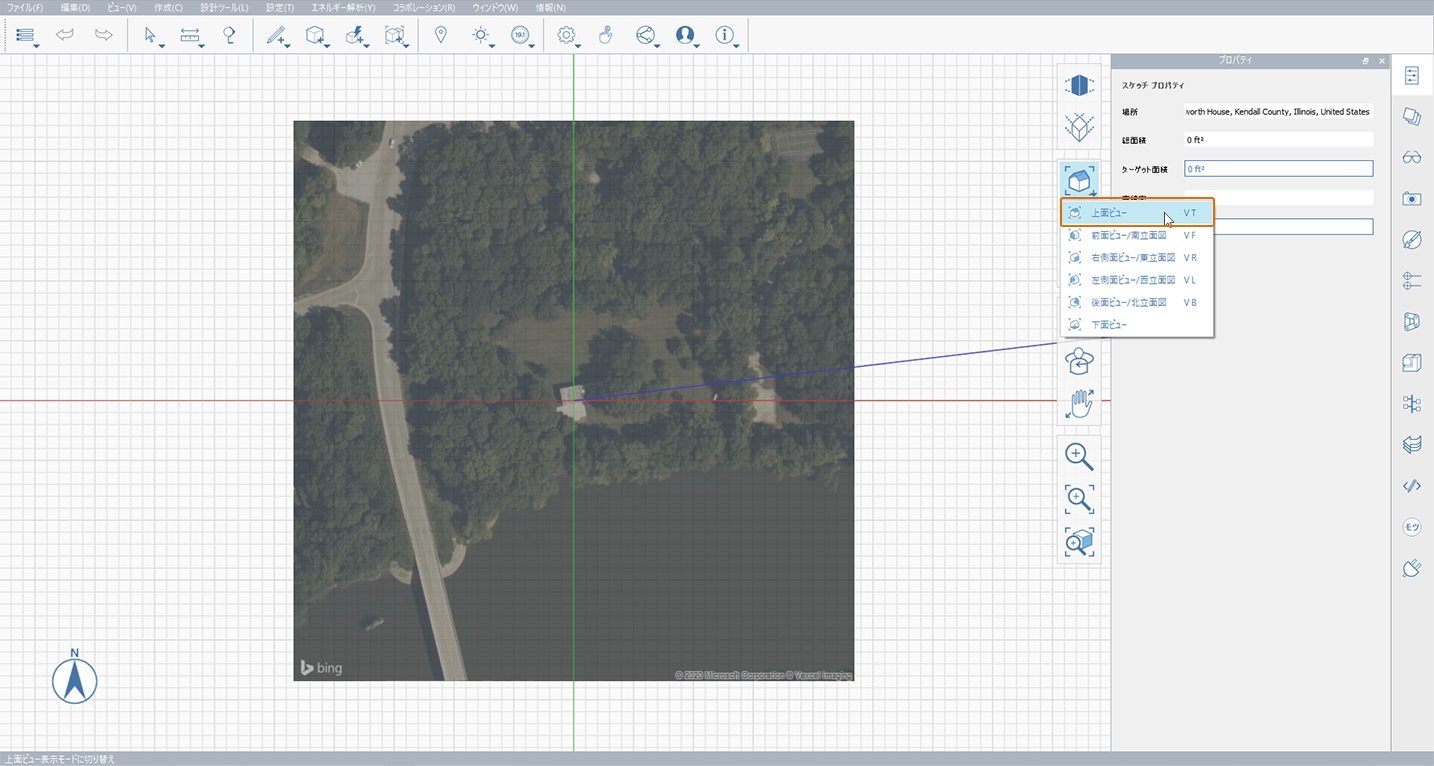 ファイル(F) 編集(D) ビュー(V) 作成(C) 設計ツール(L) 設定(T) エネルギー解析(Y) コラボレーション(R) ウィンドウ(W) 情報(N)
193
プロパティ
スケッチ プロパティ
場所 worth House, Kendall County, Illinois, United States
総面積 0 ft²
ターゲット面積 0 ft²
上面ビュー V T
前面ビュー/南立面図 V F
右側面ビュー/東立面図 V R
左側面ビュー/西立面図 V L
後面ビュー/北立面図 V B
下面ビュー
モツ
N
bing
© 2020 Microsoft Corporation © Vexcel Imaging
上面ビュー表示モードに切り替え